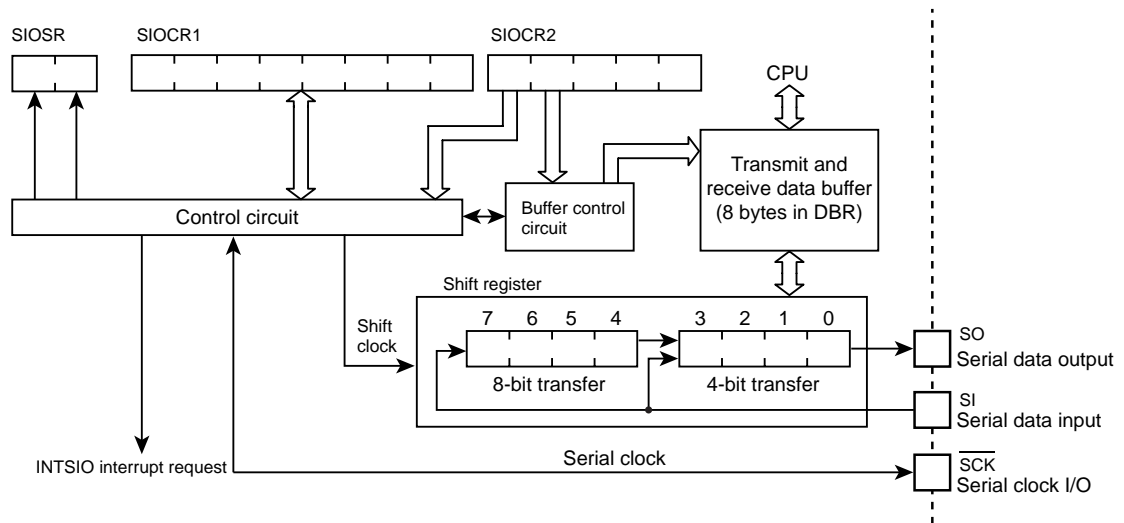 SIOSR
SIOCR1
SIOCR2
CPU
Transmit and
receive data buffer
(8 bytes in DBR)
Control circuit
Buffer control
circuit
Shift register
7 6 5 4 3 2 1 0
Shift
clock
8-bit transfer
4-bit transfer
SO
Serial data output
SI
Serial data input
INTSIO interrupt request
Serial clock
SCK
Serial clock I/O